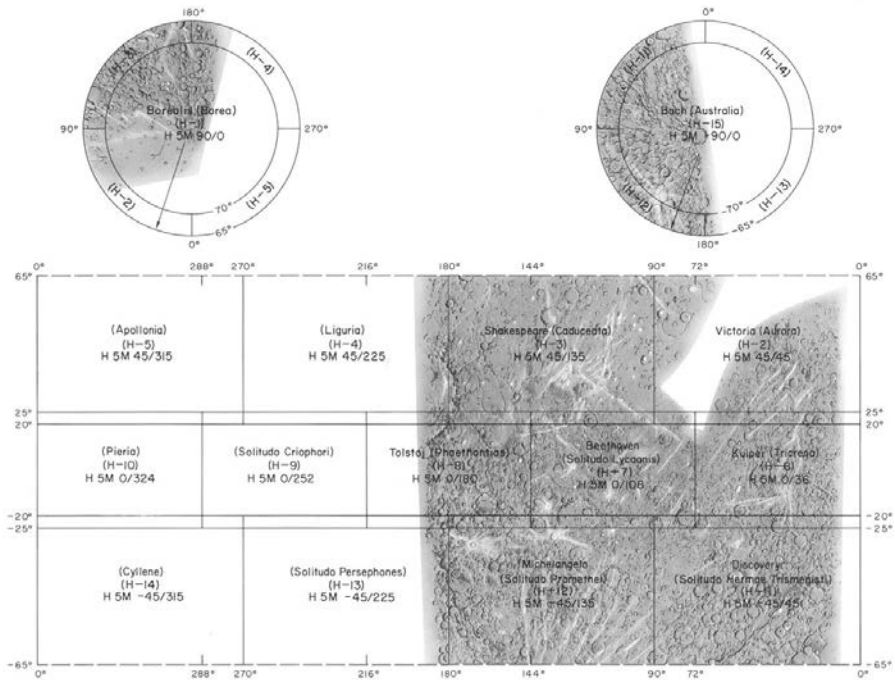 180°
(H-3)
(H-4)
Borealis (Borea)
(H-1)
H 5M 90/0
90°
270°
(H-2)
(H-5)
70°
65°
0°
0°
(H-11)
(H-14)
Bach (Australia)
(H-15)
H 5M -90/0
90°
270°
(H-12)
(H-13)
-70°
-65°
180°
0° 288° 270° 216° 180° 144° 90° 72° 0°
65° 65°
(Apollonia)
(H-5)
H 5M 45/315
(Liguria)
(H-4)
H 5M 45/225
Shakespeare (Caduceata)
(H-3)
H 5M 45/135
Victoria (Aurora)
(H-2)
H 5M 45/45
25° 25°
20° 20°
(Pieria)
(H-10)
H 5M 0/324
(Solitudo Criophori)
(H-9)
H 5M 0/252
Tolstoj (Phaethontias)
(H-8)
H 5M 0/180
Beethoven
(Solitudo Lycaonis)
(H-7)
H 5M 0/108
Kuiper (Tricrena)
(H-6)
H 5M 0/36
-20° -20°
-25° -25°
(Cyllene)
(H-14)
H 5M -45/315
(Solitudo Persephones)
(H-13)
H 5M -45/225
Michelangelo
(Solitudo Promethei)
(H-12)
H 5M -45/135
Discovery
(Solitudo Hermae Trismegisti)
(H-11)
H 5M -45/45
-65° -65°
0° 288° 270° 216° 180° 144° 90° 72° 0°